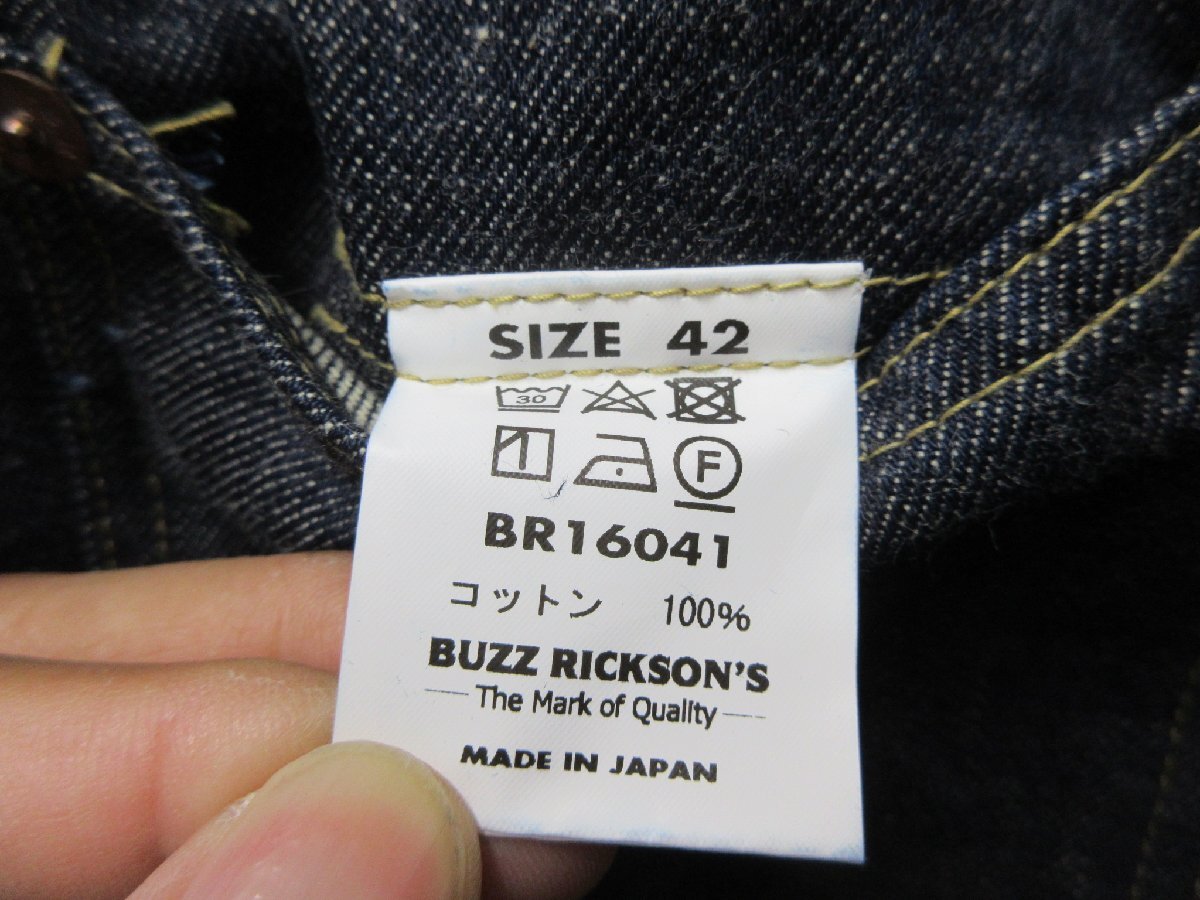 SIZE 42
30
F
BR16041
コットン 100%
BUZZ RICKSON'S
The Mark of Quality
MADE IN JAPAN